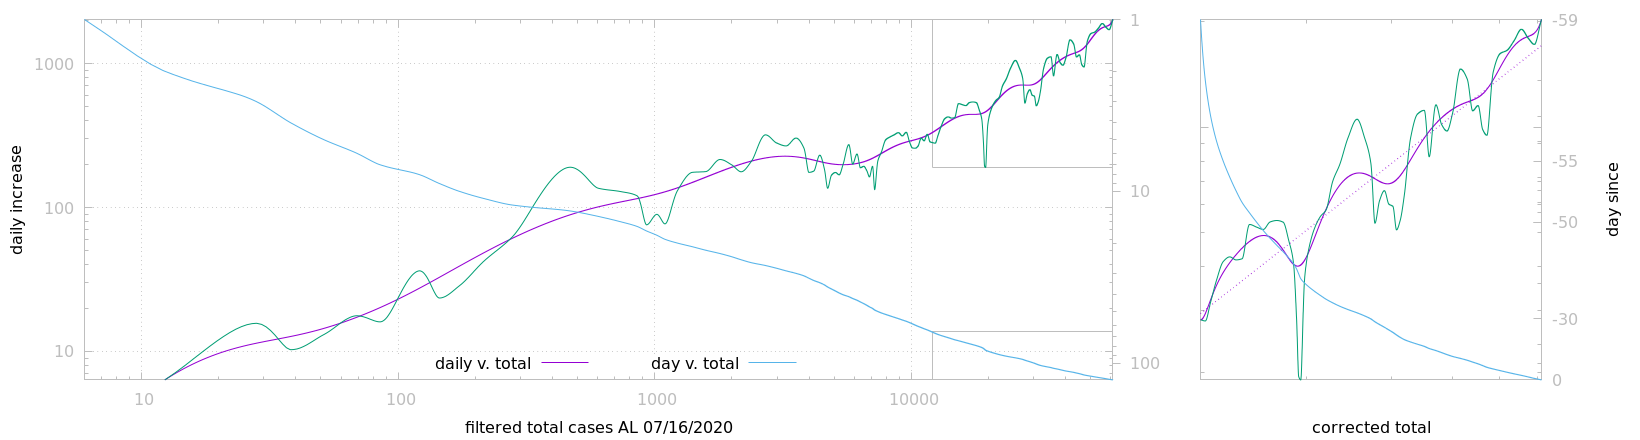 daily increase
1000
100
10
10
100
1000
10000
filtered total cases AL 07/16/2020
daily v. total
day v. total
1
10
100
corrected total
-59
-55
-50
-30
0
day since